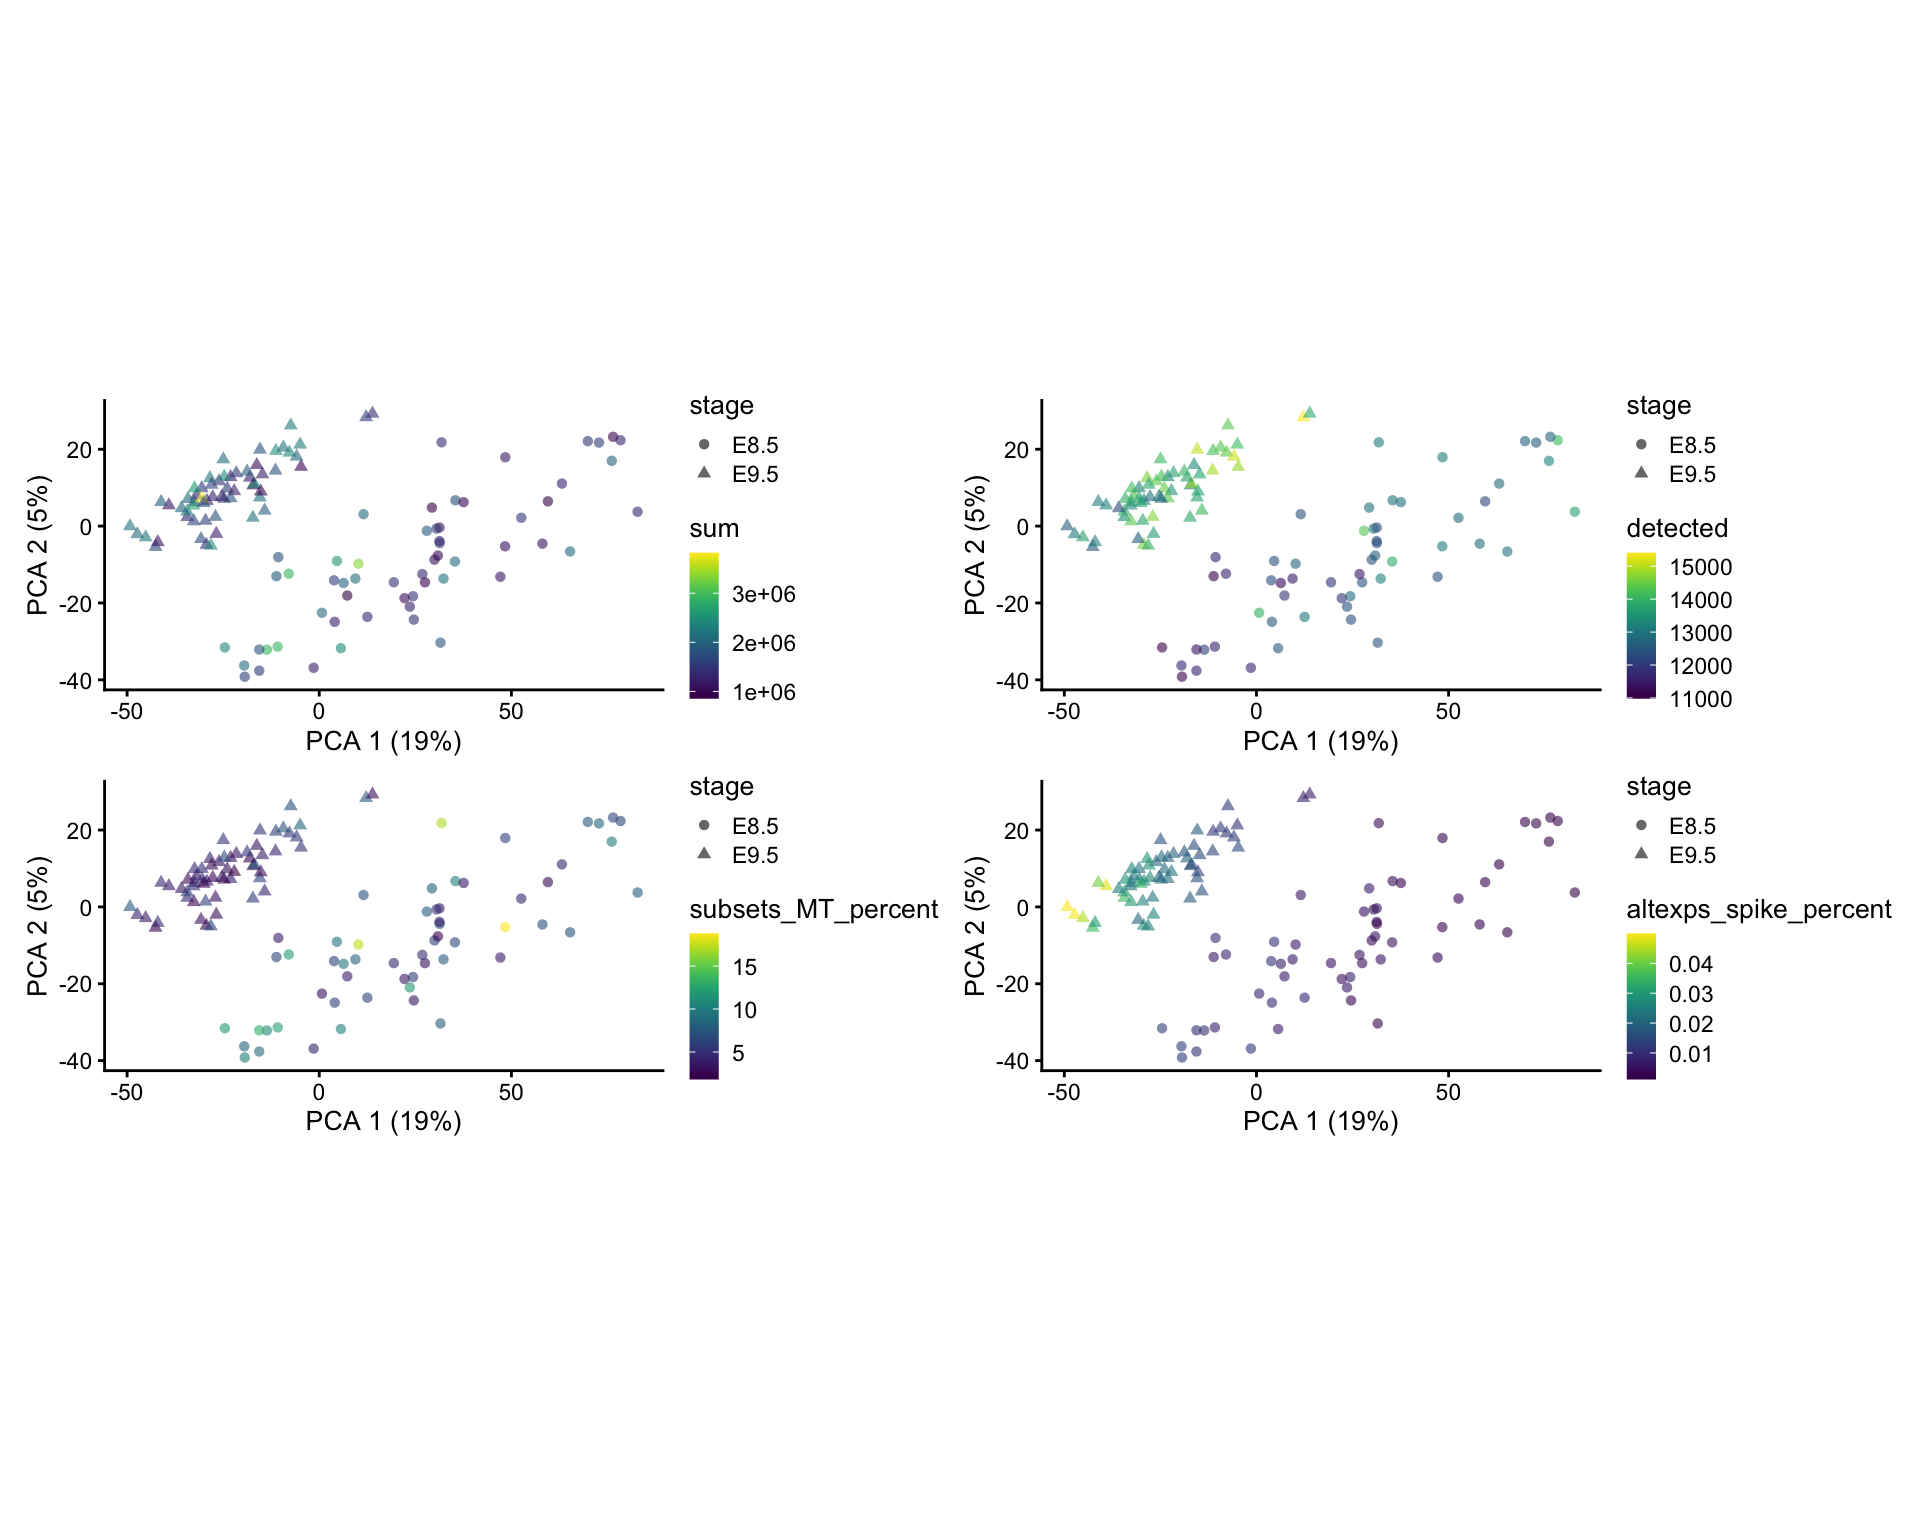 PCA 2 (5%)
20
0
-20
-40
-50
0
50
PCA 1 (19%)
stage
E8.5
E9.5
sum
3e+06
2e+06
1e+06
PCA 2 (5%)
20
0
-20
-40
-50
0
50
PCA 1 (19%)
stage
E8.5
E9.5
detected
15000
14000
13000
12000
11000
PCA 2 (5%)
20
0
-20
-40
-50
0
50
PCA 1 (19%)
stage
E8.5
E9.5
subsets_MT_percent
15
10
5
PCA 2 (5%)
20
0
-20
-40
-50
0
50
PCA 1 (19%)
stage
E8.5
E9.5
altexps_spike_percent
0.04
0.03
0.02
0.01